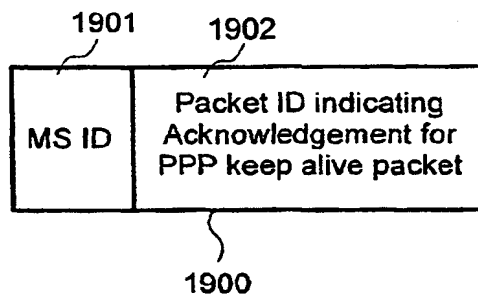 1901
1902
MS ID
Packet ID indicating
Acknowledgement for
PPP keep alive packet
1900